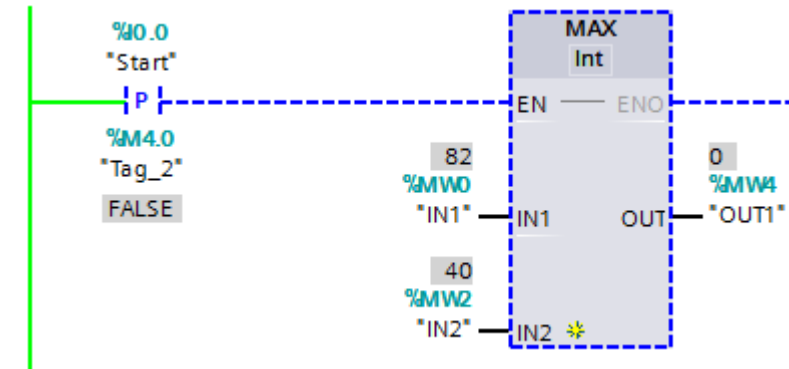 %I0.0
"Start"
P
%M4.0
"Tag_2"
FALSE
MAX
Int
EN
ENO
82
%MW0
"IN1"
IN1
OUT
0
%MW4
"OUT1"
40
%MW2
"IN2"
IN2